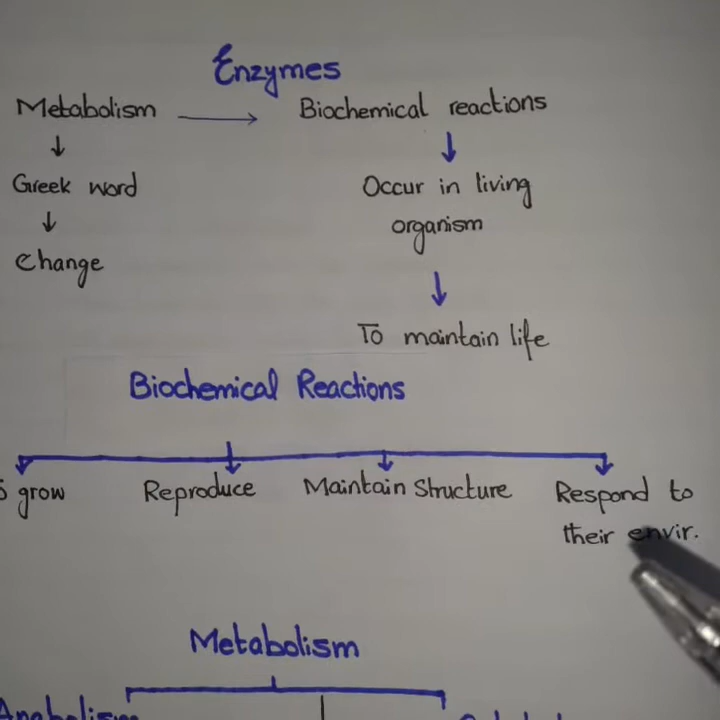 Enzymes
Metabolism → Biochemical reactions
↓ ↓
Greek word Occur in living
↓ organism
Change ↓
To maintain life
Biochemical Reactions
grow Reproduce Maintain Structure Respond to
their envir.
Metabolism
Anabolism